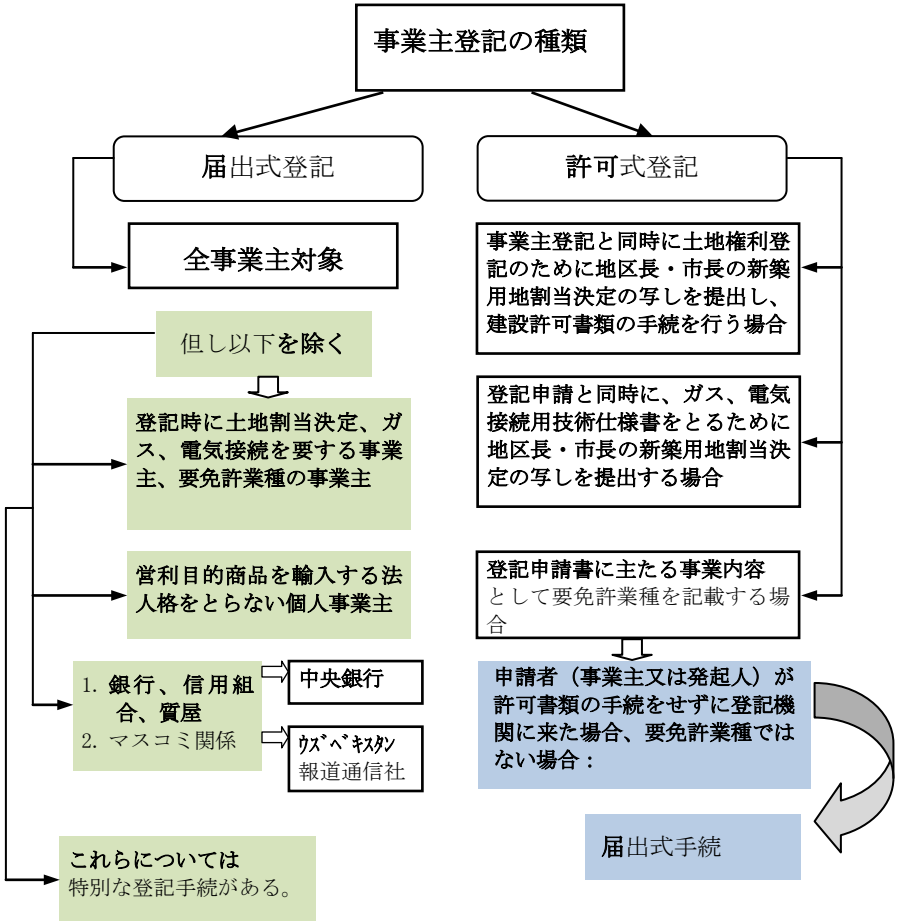 事業主登記の種類
届出式登記
全事業主対象
但し以下を除く
登記時に土地割当決定、ガ
ス、電気接続を要する事業
主、要免許業種の事業主
営利目的商品を輸入する法
人格をとらない個人事業主
1. 銀行、信用組
合、質屋
2. マスコミ関係
中央銀行
ｳｽﾞﾍﾞｷｽﾀﾝ
報道通信社
これらについては
特別な登記手続がある。
許可式登記
事業主登記と同時に土地権利登
記のために地区長・市長の新築
用地割当決定の写しを提出し、
建設許可書類の手続を行う場合
登記申請と同時に、ガス、電気
接続用技術仕様書をとるために
地区長・市長の新築用地割当決
定の写しを提出する場合
登記申請書に主たる事業内容
として要免許業種を記載する場
合
申請者（事業主又は発起人）が
許可書類の手続をせずに登記機
関に来た場合、要免許業種では
ない場合：
届出式手続